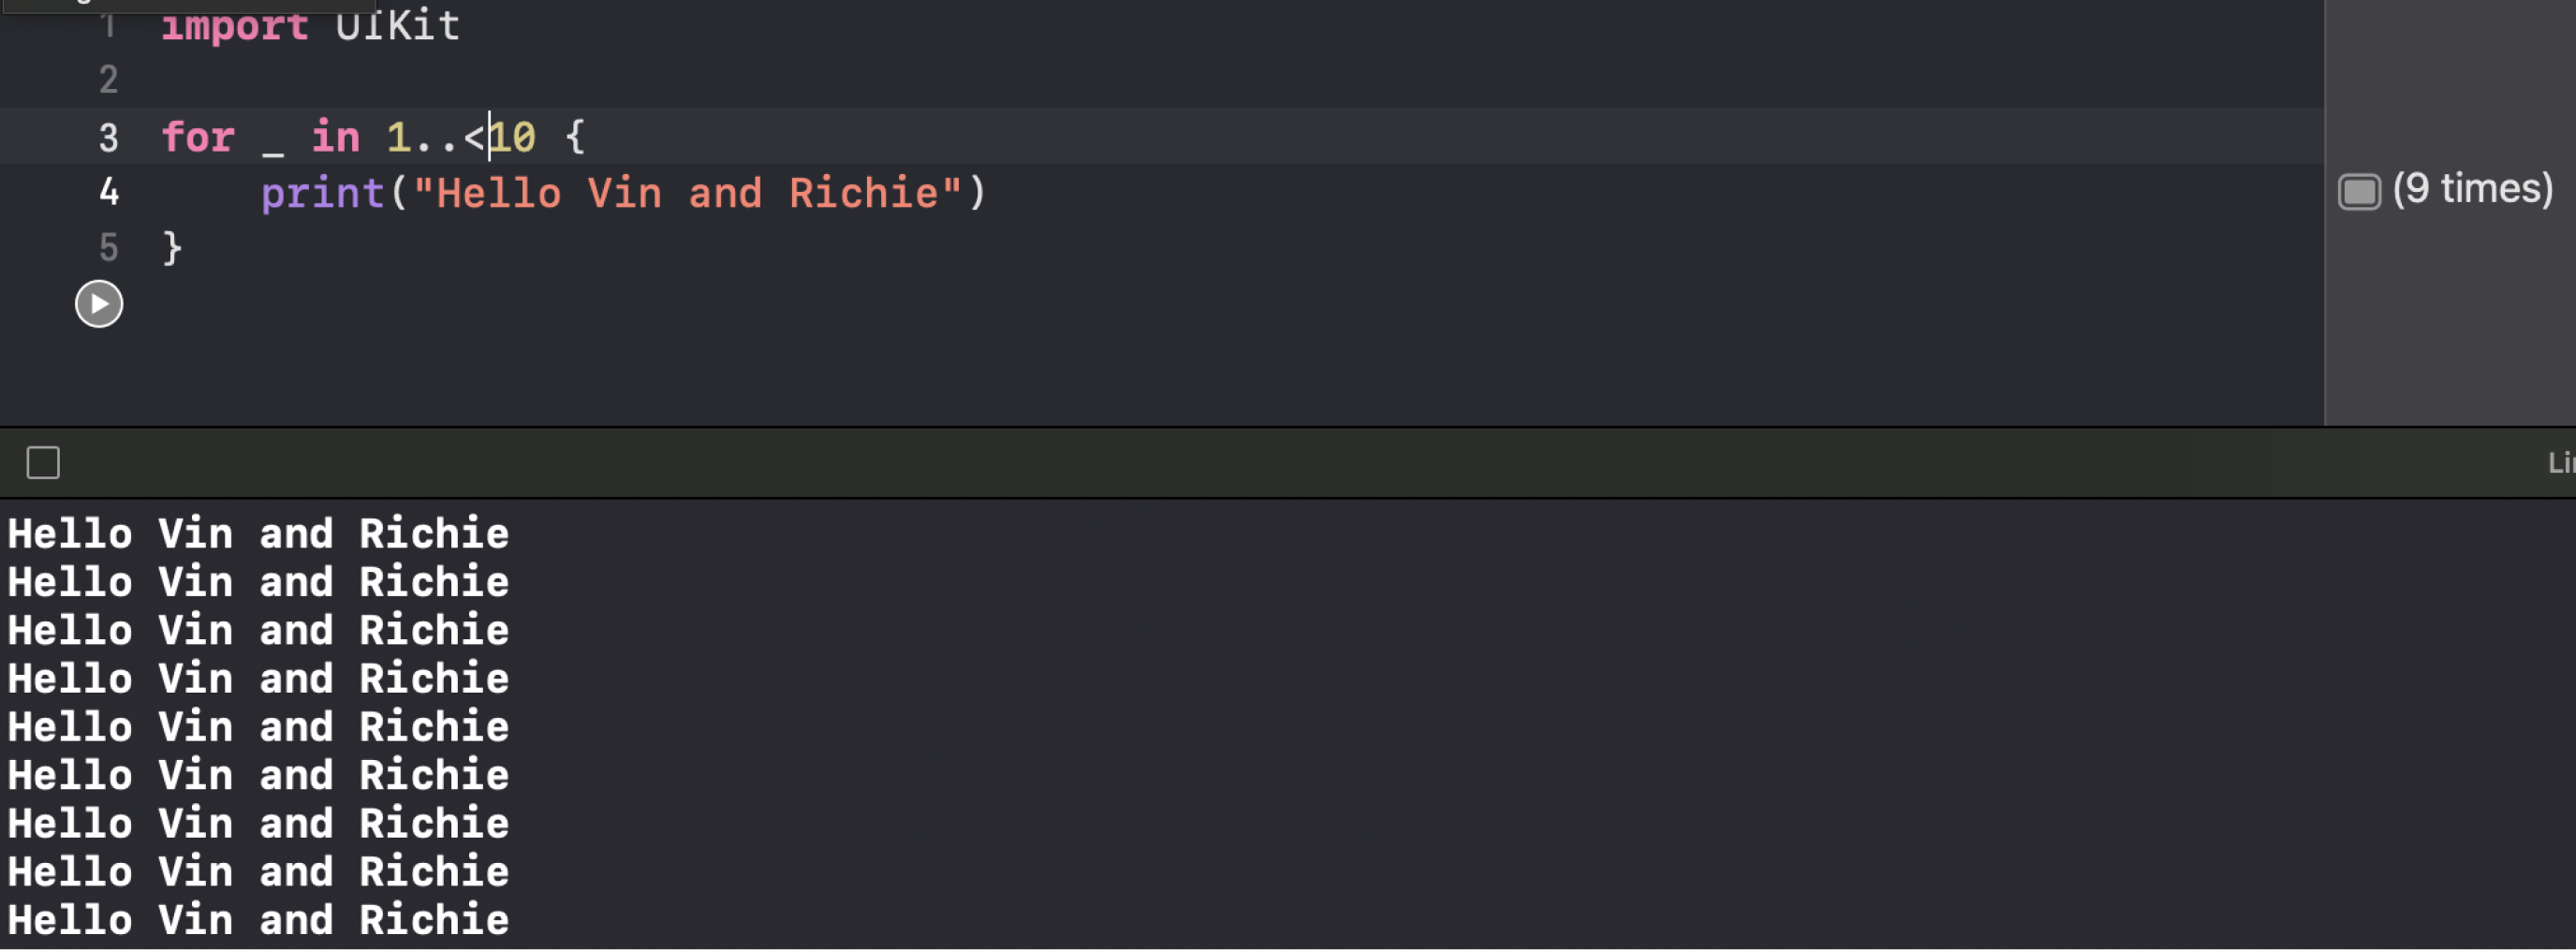 1 import UIKit
2
3 for _ in 1..<10 {
4 print("Hello Vin and Richie")
(9 times)
5 }
Hello Vin and Richie
Hello Vin and Richie
Hello Vin and Richie
Hello Vin and Richie
Hello Vin and Richie
Hello Vin and Richie
Hello Vin and Richie
Hello Vin and Richie
Hello Vin and Richie